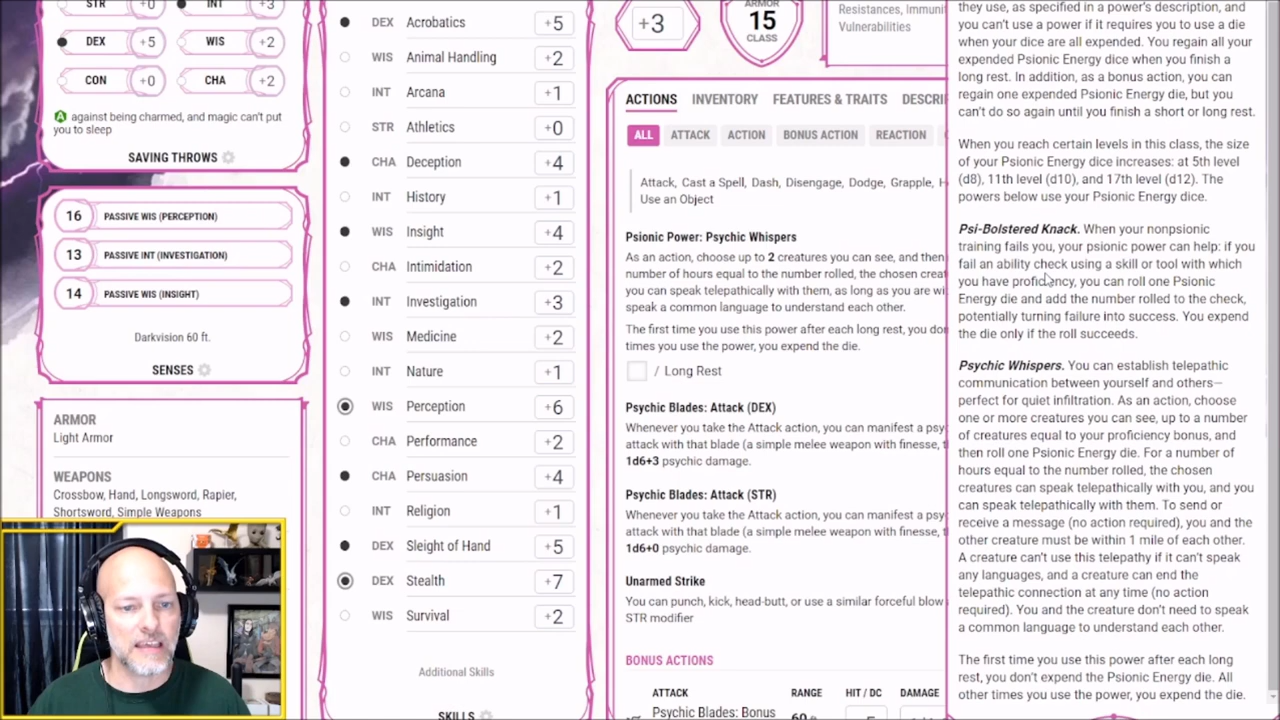 STR +0 INT +3
DEX +5 WIS +2
CON +0 CHA +2
A against being charmed, and magic can't put
you to sleep
SAVING THROWS
16 PASSIVE WIS (PERCEPTION)
13 PASSIVE INT (INVESTIGATION)
14 PASSIVE WIS (INSIGHT)
Darkvision 60 ft.
SENSES
ARMOR
Light Armor
WEAPONS
Crossbow, Hand, Longsword, Rapier,
Shortsword, Simple Weapons
DEX Acrobatics +5
WIS Animal Handling +2
INT Arcana +1
STR Athletics +0
CHA Deception +4
INT History +1
WIS Insight +4
CHA Intimidation +2
INT Investigation +3
WIS Medicine +2
INT Nature +1
WIS Perception +6
CHA Performance +2
CHA Persuasion +4
INT Religion +1
DEX Sleight of Hand +5
DEX Stealth +7
WIS Survival +2
Additional Skills
SKILLS
+3
ARMOR
15
CLASS
Resistances, Immuni
Vulnerabilities
ACTIONS INVENTORY FEATURES & TRAITS DESCRI
ALL ATTACK ACTION BONUS ACTION REACTION
Attack, Cast a Spell, Dash, Disengage, Dodge, Grapple, H
Use an Object
Psionic Power: Psychic Whispers
As an action, choose up to 2 creatures you can see, and then
number of hours equal to the number rolled, the chosen creat
you can speak telepathically with them, as long as you are wi
speak a common language to understand each other.
The first time you use this power after each long rest, you don
times you use the power, you expend the die.
/ Long Rest
Psychic Blades: Attack (DEX)
Whenever you take the Attack action, you can manifest a psy
attack with that blade (a simple melee weapon with finesse, t
1d6+3 psychic damage.
Psychic Blades: Attack (STR)
Whenever you take the Attack action, you can manifest a psy
attack with that blade (a simple melee weapon with finesse, t
1d6+0 psychic damage.
Unarmed Strike
You can punch, kick, head-butt, or use a similar forceful blow
STR modifier
BONUS ACTIONS
ATTACK RANGE HIT / DC DAMAGE
Psychic Blades: Bonus
they use, as specified in a power's description, and
you can't use a power if it requires you to use a die
when your dice are all expended. You regain all your
expended Psionic Energy dice when you finish a
long rest. In addition, as a bonus action, you can
regain one expended Psionic Energy die, but you
can't do so again until you finish a short or long rest.
When you reach certain levels in this class, the size
of your Psionic Energy dice increases: at 5th level
(d8), 11th level (d10), and 17th level (d12). The
powers below use your Psionic Energy dice.
Psi-Bolstered Knack. When your nonpsionic
training fails you, your psionic power can help: if you
fail an ability check using a skill or tool with which
you have proficiency, you can roll one Psionic
Energy die and add the number rolled to the check,
potentially turning failure into success. You expend
the die only if the roll succeeds.
Psychic Whispers. You can establish telepathic
communication between yourself and others—
perfect for quiet infiltration. As an action, choose
one or more creatures you can see, up to a number
of creatures equal to your proficiency bonus, and
then roll one Psionic Energy die. For a number of
hours equal to the number rolled, the chosen
creatures can speak telepathically with you, and you
can speak telepathically with them. To send or
receive a message (no action required), you and the
other creature must be within 1 mile of each other.
A creature can't use this telepathy if it can't speak
any languages, and a creature can end the
telepathic connection at any time (no action
required). You and the creature don't need to speak
a common language to understand each other.
The first time you use this power after each long
rest, you don't expend the Psionic Energy die. All
other times you use the power, you expend the die.